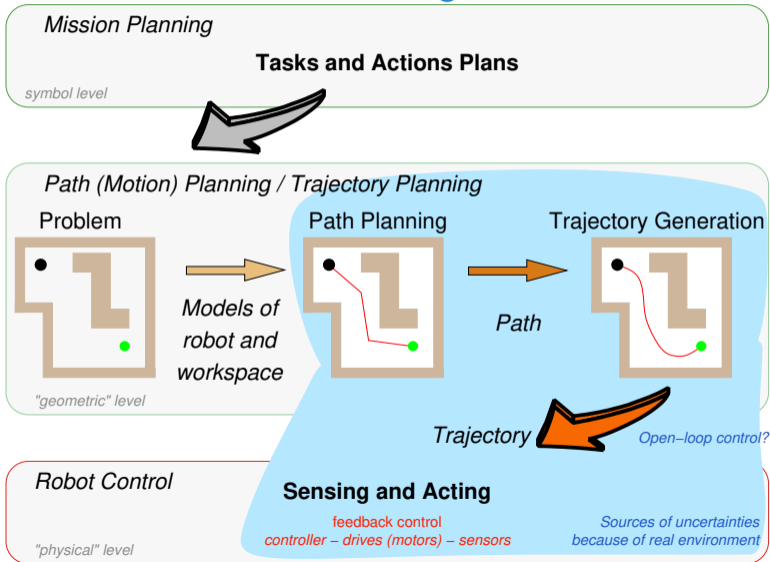 Mission Planning
Tasks and Actions Plans
symbol level
Path (Motion) Planning / Trajectory Planning
Problem
Path Planning
Trajectory Generation
Models of
robot and
workspace
Path
"geometric" level
Trajectory
Open–loop control?
Robot Control
Sensing and Acting
feedback control
controller – drives (motors) – sensors
Sources of uncertainties
because of real environment
"physical" level